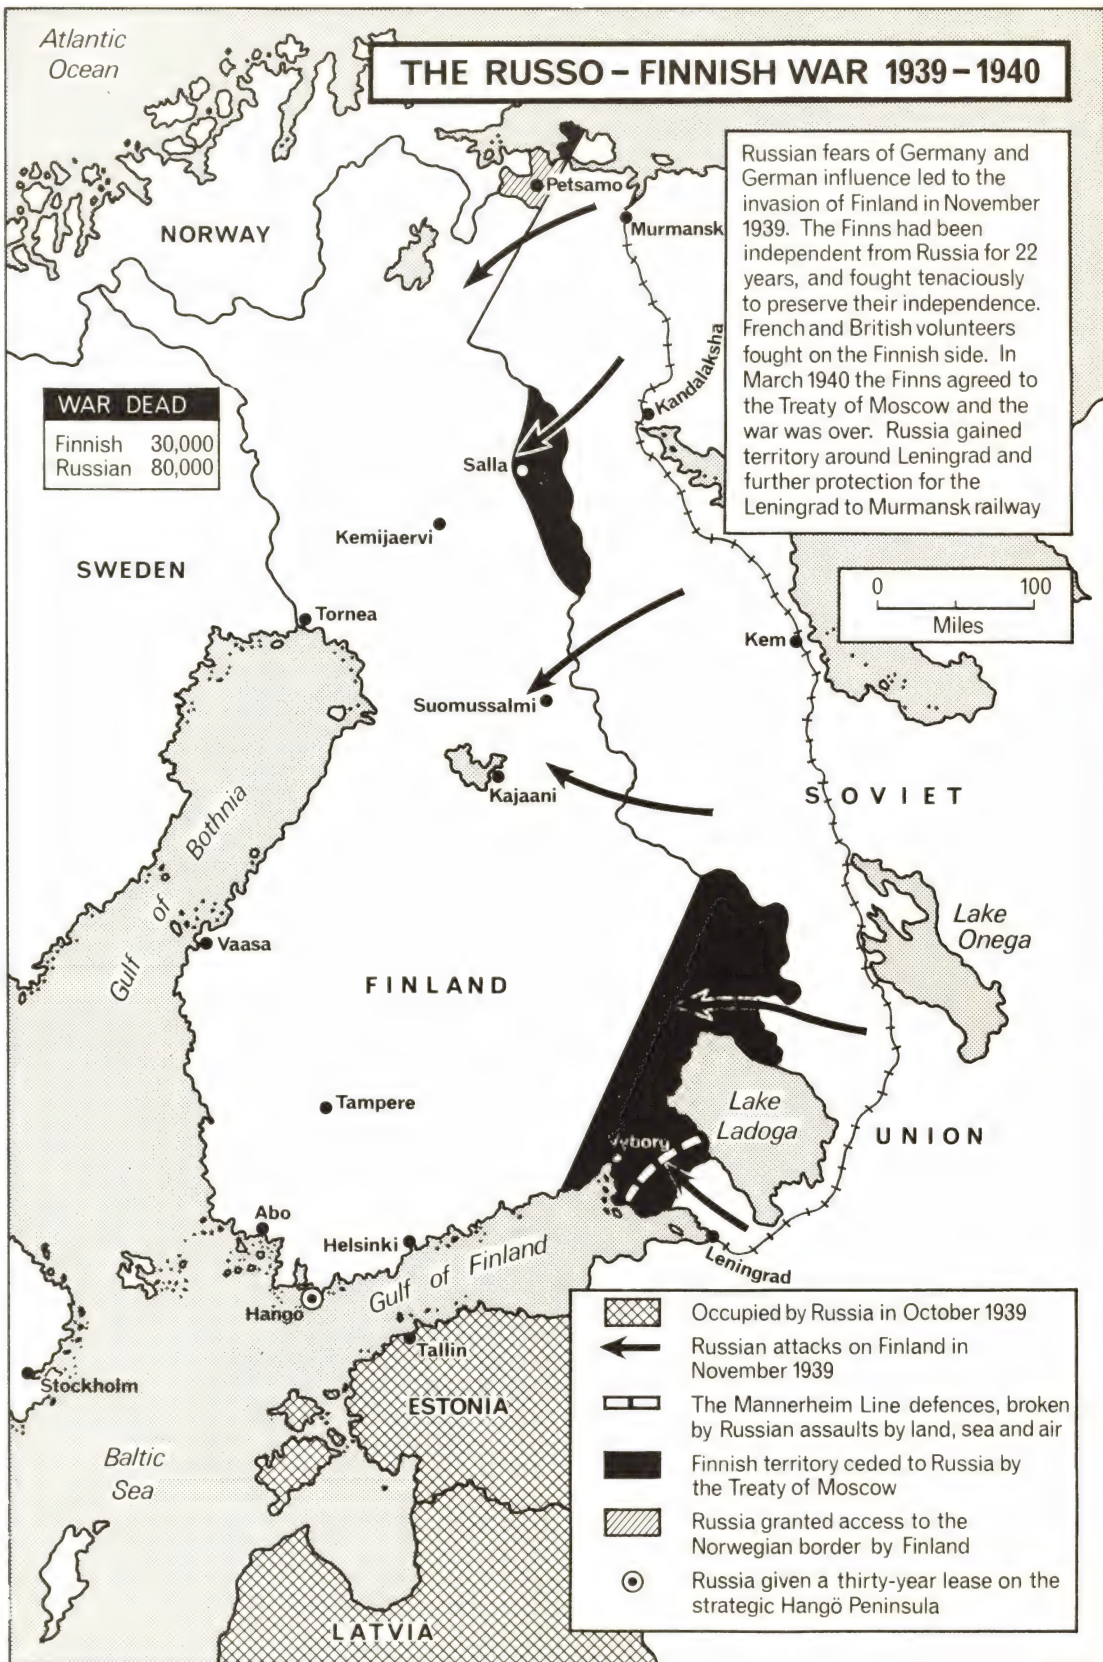 Atlantic
Ocean
THE RUSSO – FINNISH WAR 1939 – 1940
Russian fears of Germany and
German influence led to the
invasion of Finland in November
1939. The Finns had been
independent from Russia for 22
years, and fought tenaciously
to preserve their independence.
French and British volunteers
fought on the Finnish side. In
March 1940 the Finns agreed to
the Treaty of Moscow and the
war was over. Russia gained
territory around Leningrad and
further protection for the
Leningrad to Murmansk railway
Petsamo
Murmansk
NORWAY
Kandalaksha
WAR DEAD
Finnish 30,000
Russian 80,000
Salla
Kemijaervi
SWEDEN
0 100
Miles
Tornea
Kem
Suomussalmi
Kajaani
SOVIET
Gulf of Bothnia
Vaasa
Lake
Onega
FINLAND
Tampere
Lake
Ladoga
UNION
Vyborg
Abo
Helsinki
Gulf of Finland
Leningrad
Hangö
Tallin
Stockholm
ESTONIA
Baltic
Sea
LATVIA
Occupied by Russia in October 1939
Russian attacks on Finland in
November 1939
The Mannerheim Line defences, broken
by Russian assaults by land, sea and air
Finnish territory ceded to Russia by
the Treaty of Moscow
Russia granted access to the
Norwegian border by Finland
Russia given a thirty-year lease on the
strategic Hangö Peninsula